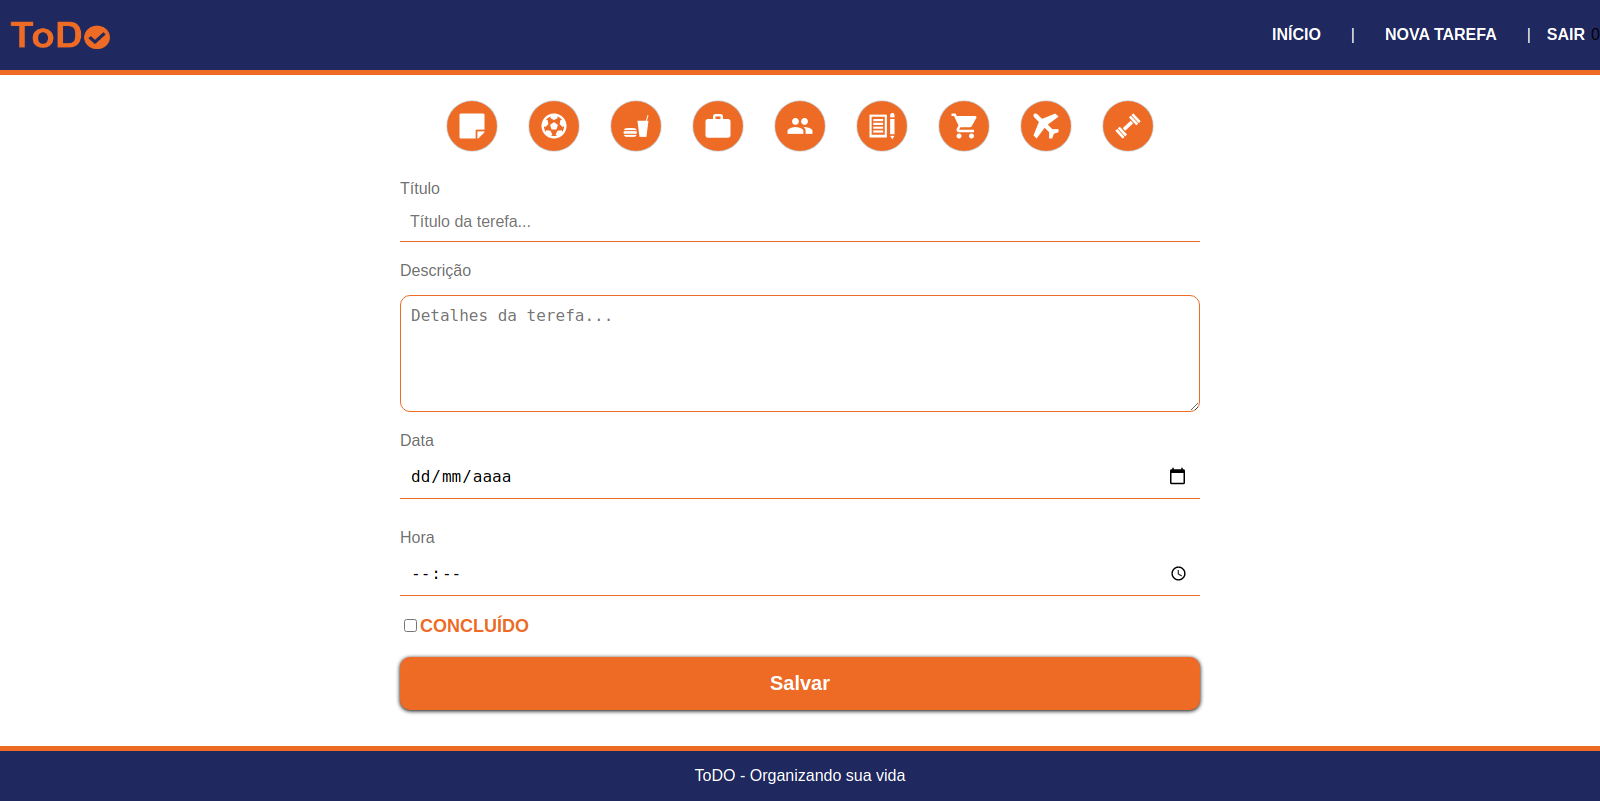 ToDo
INÍCIO | NOVA TAREFA | SAIR 0
Título
Título da terefa...
Descrição
Detalhes da terefa...
Data
dd/mm/aaaa
Hora
--:--
CONCLUÍDO
Salvar
ToDO - Organizando sua vida